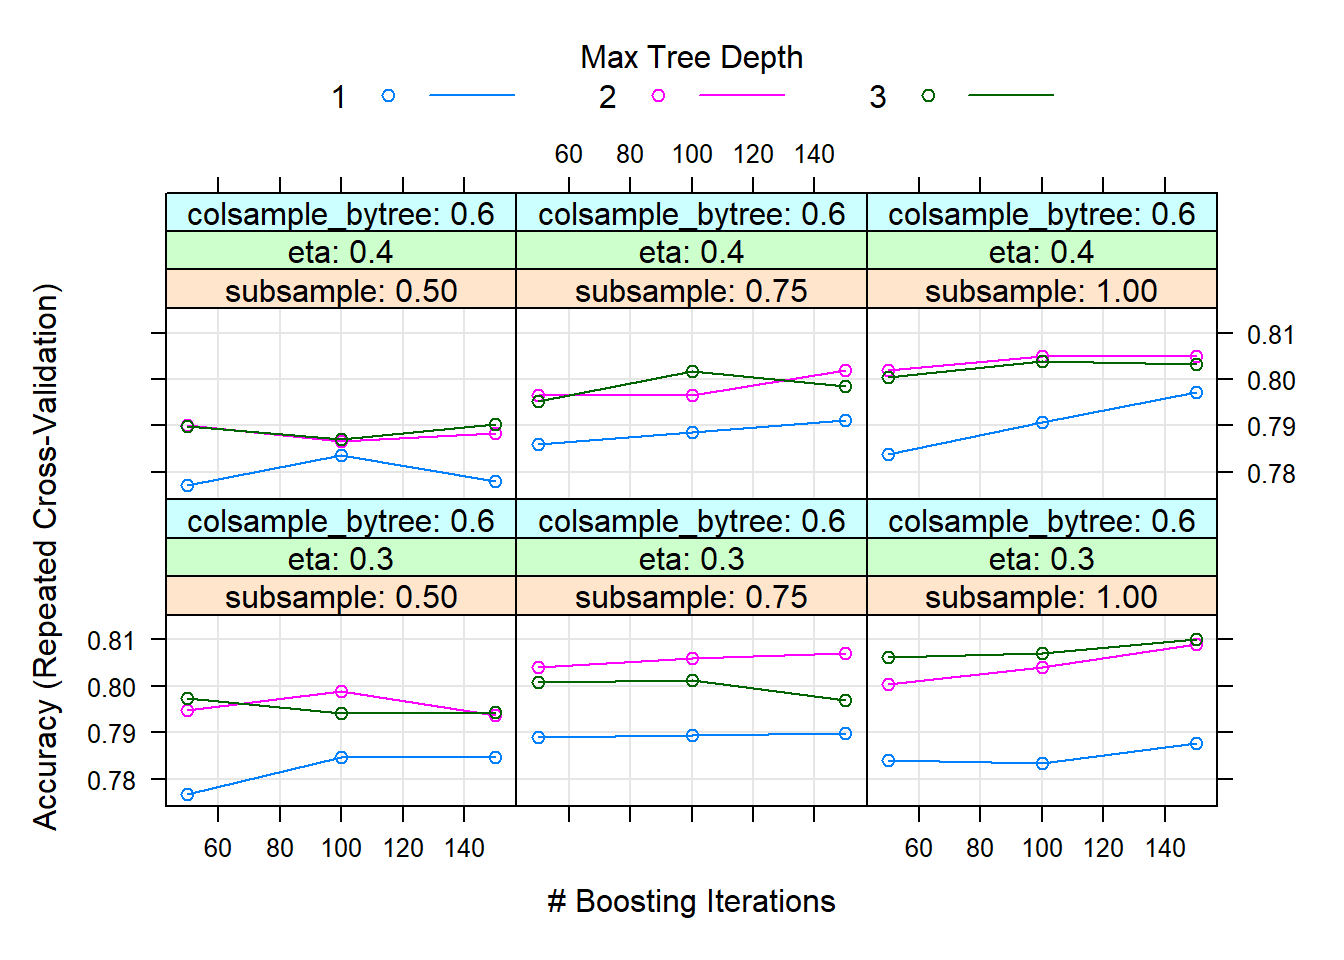 Max Tree Depth
1 2 3
60 80 100 120 140
colsample_bytree: 0.6 colsample_bytree: 0.6 colsample_bytree: 0.6
eta: 0.4 eta: 0.4 eta: 0.4
subsample: 0.50 subsample: 0.75 subsample: 1.00
0.81
0.80
0.79
0.78
colsample_bytree: 0.6 colsample_bytree: 0.6 colsample_bytree: 0.6
eta: 0.3 eta: 0.3 eta: 0.3
subsample: 0.50 subsample: 0.75 subsample: 1.00
0.81
0.80
0.79
0.78
60 80 100 120 140 60 80 100 120 140
# Boosting Iterations
Accuracy (Repeated Cross-Validation)